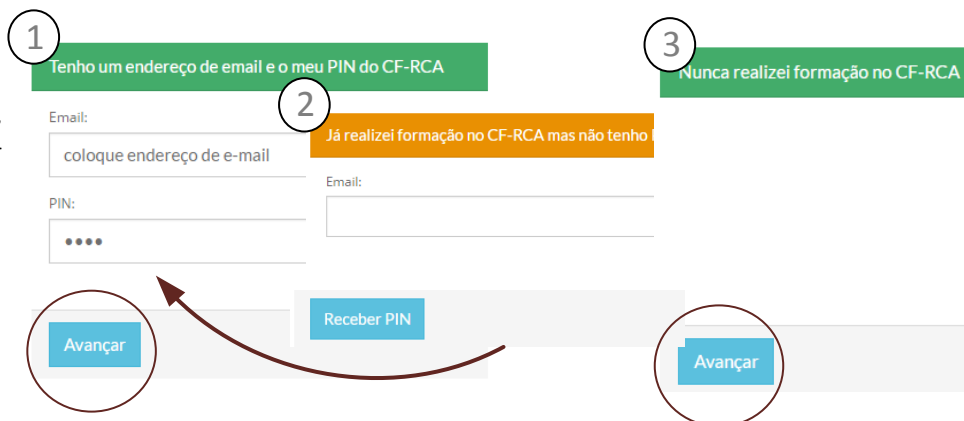 1
Tenho um endereço de email e o meu PIN do CF-RCA
Email:
coloque endereço de e-mail
PIN:
••••
Avançar
2
Já realizei formação no CF-RCA mas não tenho
Email:
Receber PIN
3
Nunca realizei formação no CF-RCA
Avançar